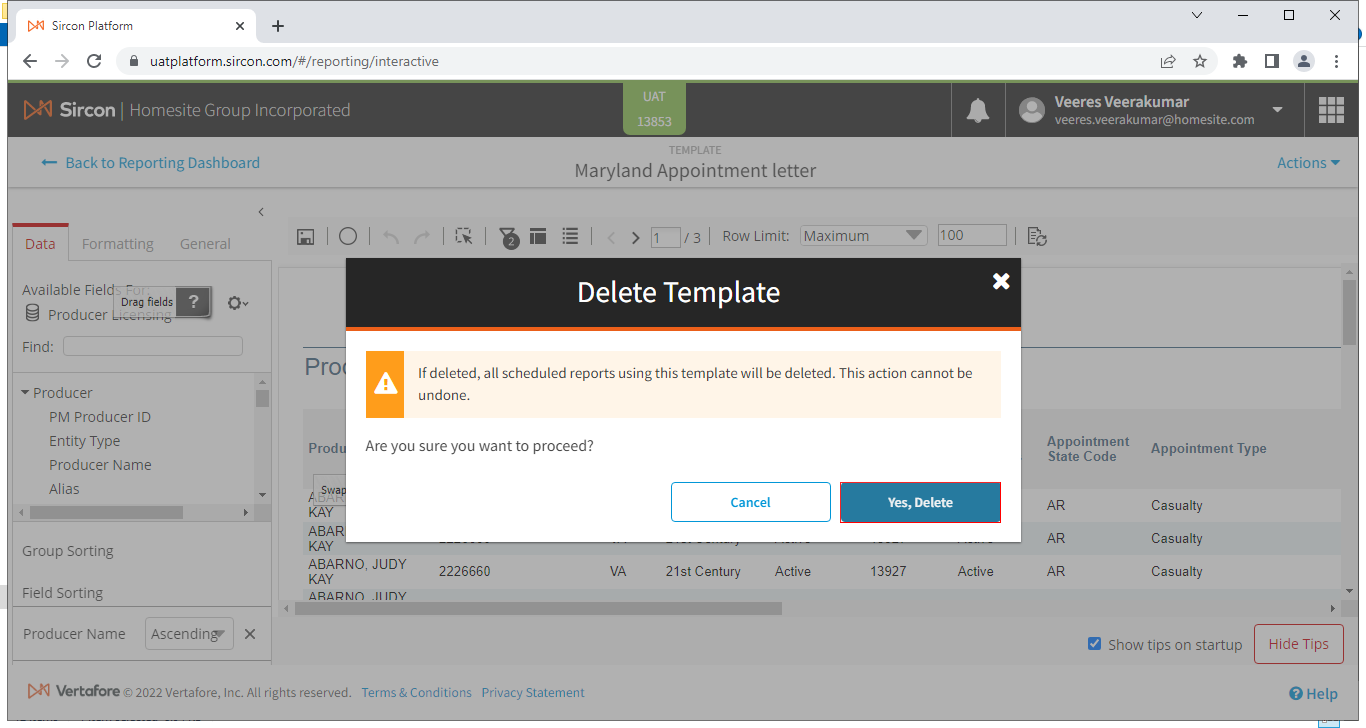 Sircon Platform
uatplatform.sircon.com/#/reporting/interactive
Sircon | Homesite Group Incorporated
UAT
13853
Veeres Veerakumar
veeres.veerakumar@homesite.com
Back to Reporting Dashboard
TEMPLATE
Maryland Appointment letter
Actions
Data
Formatting
General
2
1 / 3
Row Limit:
Maximum
100
Available Fields For:
Drag fields ?
Producer Licensing
Find:
Producer
PM Producer ID
Entity Type
Producer Name
Alias
Group Sorting
Field Sorting
Producer Name
Ascending
Delete Template
If deleted, all scheduled reports using this template will be deleted. This action cannot be
undone.
Are you sure you want to proceed?
Cancel
Yes, Delete
Appointment
State Code
Appointment Type
Swap
KAY AR Casualty
ABARNO, JUDY
KAY AR Casualty
ABARNO, JUDY
KAY 2226660 VA 21st Century Active 13927 Active AR Casualty
ABARNO, JUDY
Show tips on startup
Hide Tips
Vertafore © 2022 Vertafore, Inc. All rights reserved. Terms & Conditions Privacy Statement
Help